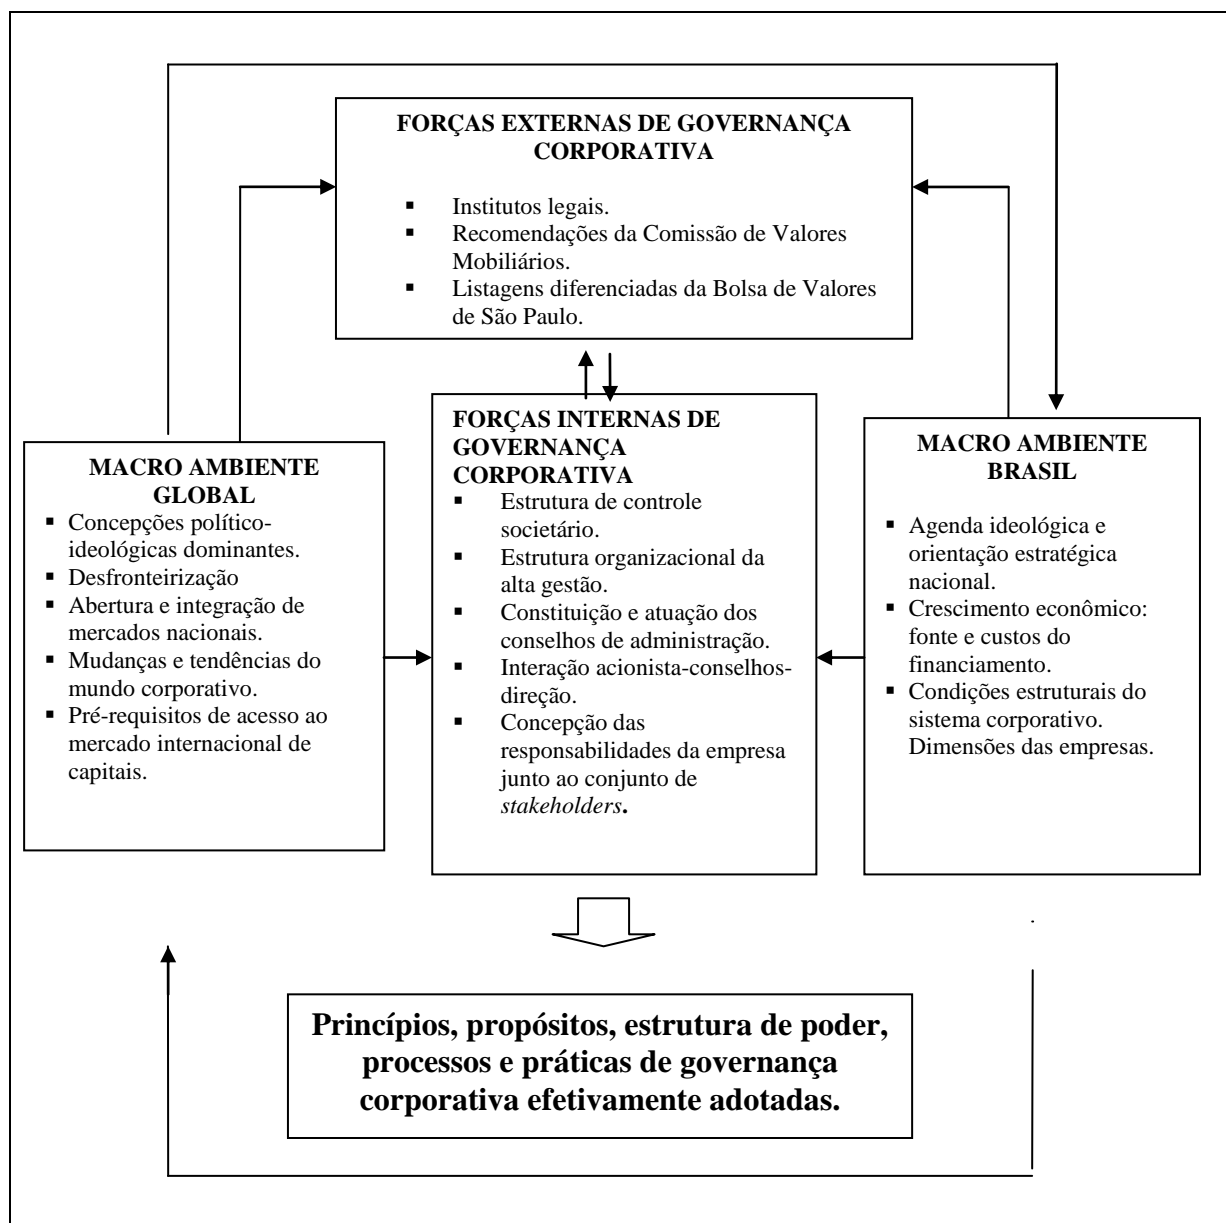 FORÇAS EXTERNAS DE GOVERNANÇA
CORPORATIVA
▪ Institutos legais.
▪ Recomendações da Comissão de Valores
Mobiliários.
▪ Listagens diferenciadas da Bolsa de Valores
de São Paulo.
MACRO AMBIENTE
GLOBAL
▪ Concepções político-
ideológicas dominantes.
▪ Desfronteirização
▪ Abertura e integração de
mercados nacionais.
▪ Mudanças e tendências do
mundo corporativo.
▪ Pré-requisitos de acesso ao
mercado internacional de
capitais.
FORÇAS INTERNAS DE
GOVERNANÇA
CORPORATIVA
▪ Estrutura de controle
societário.
▪ Estrutura organizacional da
alta gestão.
▪ Constituição e atuação dos
conselhos de administração.
▪ Interação acionista-conselhos-
direção.
▪ Concepção das
responsabilidades da empresa
junto ao conjunto de
stakeholders.
MACRO AMBIENTE
BRASIL
▪ Agenda ideológica e
orientação estratégica
nacional.
▪ Crescimento econômico:
fonte e custos do
financiamento.
▪ Condições estruturais do
sistema corporativo.
Dimensões das empresas.
Princípios, propósitos, estrutura de poder,
processos e práticas de governança
corporativa efetivamente adotadas.